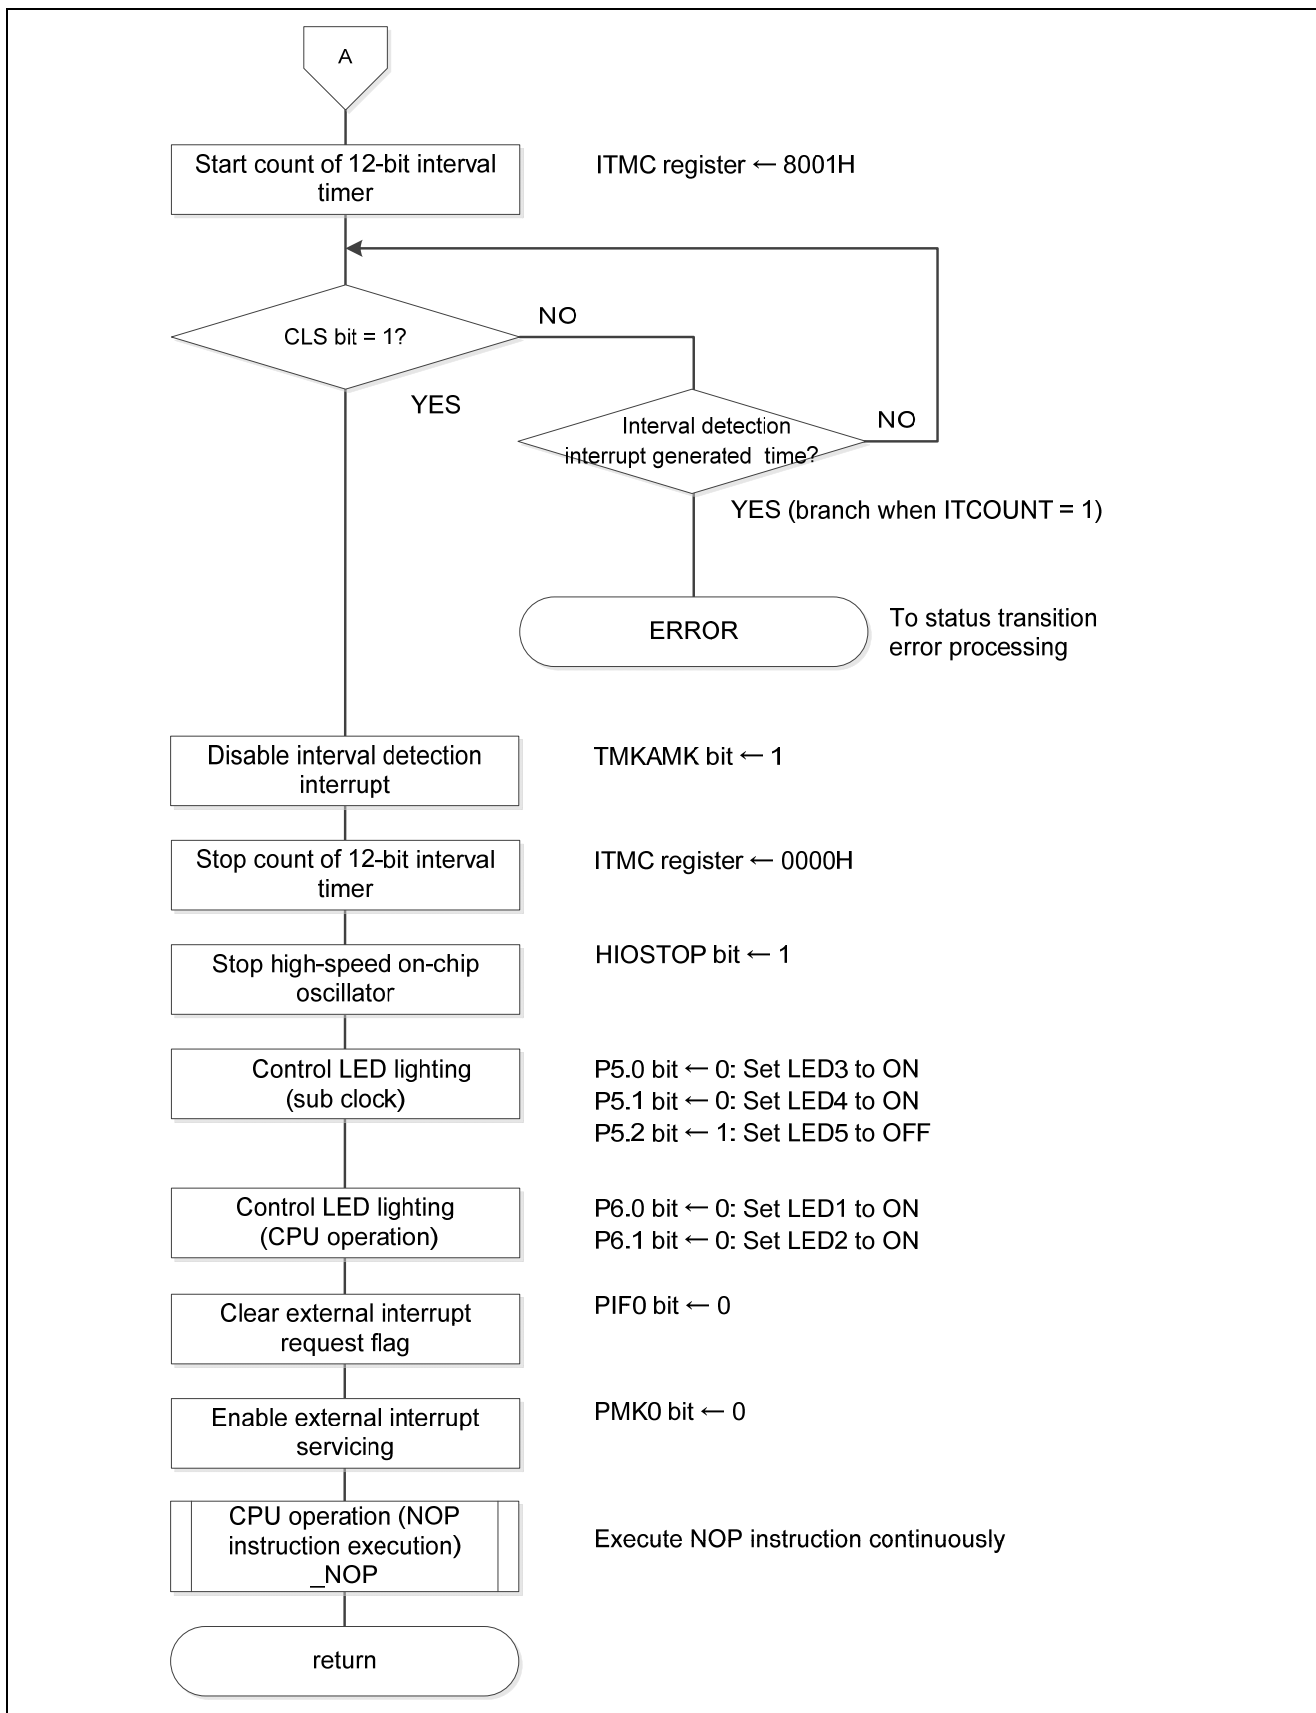 A
Start count of 12-bit interval
timer
ITMC register ← 8001H
CLS bit = 1?
NO
YES
Interval detection
interrupt generated time?
NO
YES (branch when ITCOUNT = 1)
ERROR
To status transition
error processing
Disable interval detection
interrupt
TMKAMK bit ← 1
Stop count of 12-bit interval
timer
ITMC register ← 0000H
Stop high-speed on-chip
oscillator
HIOSTOP bit ← 1
Control LED lighting
(sub clock)
P5.0 bit ← 0: Set LED3 to ON
P5.1 bit ← 0: Set LED4 to ON
P5.2 bit ← 1: Set LED5 to OFF
Control LED lighting
(CPU operation)
P6.0 bit ← 0: Set LED1 to ON
P6.1 bit ← 0: Set LED2 to ON
Clear external interrupt
request flag
PIF0 bit ← 0
Enable external interrupt
servicing
PMK0 bit ← 0
CPU operation (NOP
instruction execution)
_NOP
Execute NOP instruction continuously
return